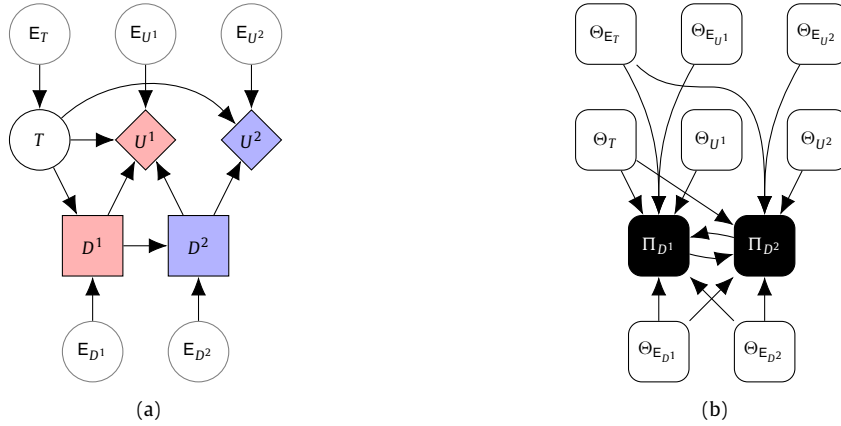 E_T E_{U^1} E_{U^2}
T U^1 U^2
D^1 D^2
E_{D^1} E_{D^2}
(a)
Θ_{E_T} Θ_{E_{U^1}} Θ_{E_{U^2}}
Θ_T Θ_{U^1} Θ_{U^2}
Π_{D^1} Π_{D^2}
Θ_{E_{D^1}} Θ_{E_{D^2}}
(b)